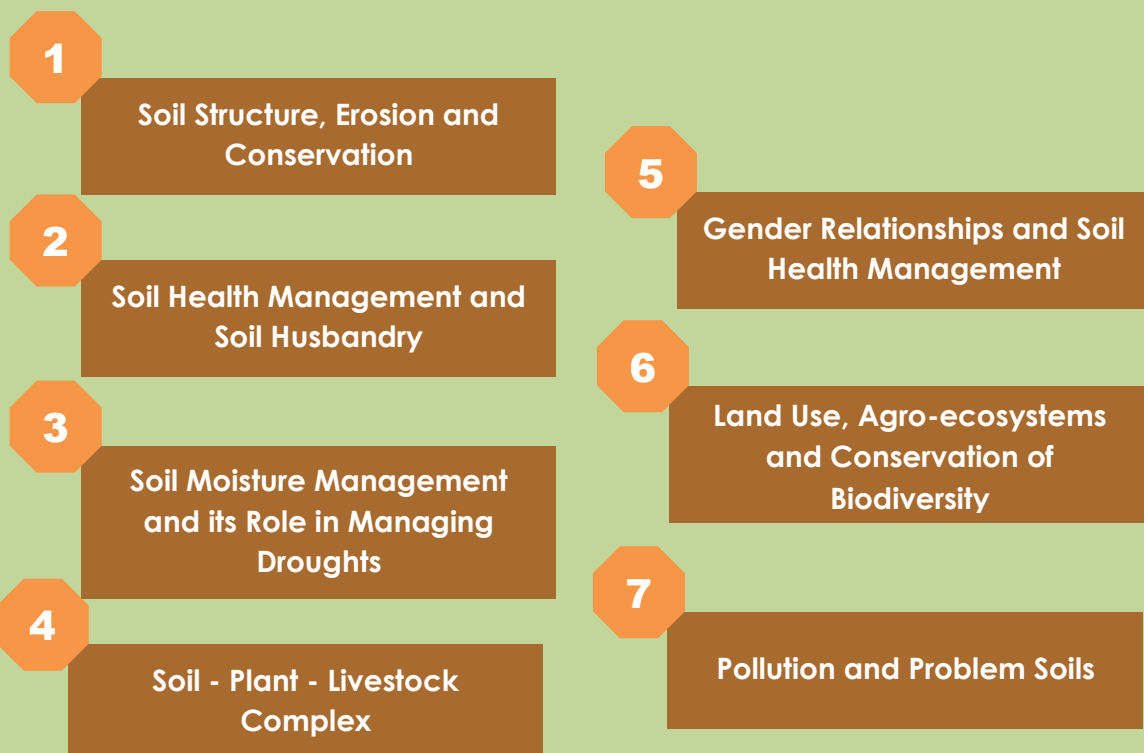 1
Soil Structure, Erosion and
Conservation
2
Soil Health Management and
Soil Husbandry
3
Soil Moisture Management
and its Role in Managing
Droughts
4
Soil - Plant - Livestock
Complex
5
Gender Relationships and Soil
Health Management
6
Land Use, Agro-ecosystems
and Conservation of
Biodiversity
7
Pollution and Problem Soils